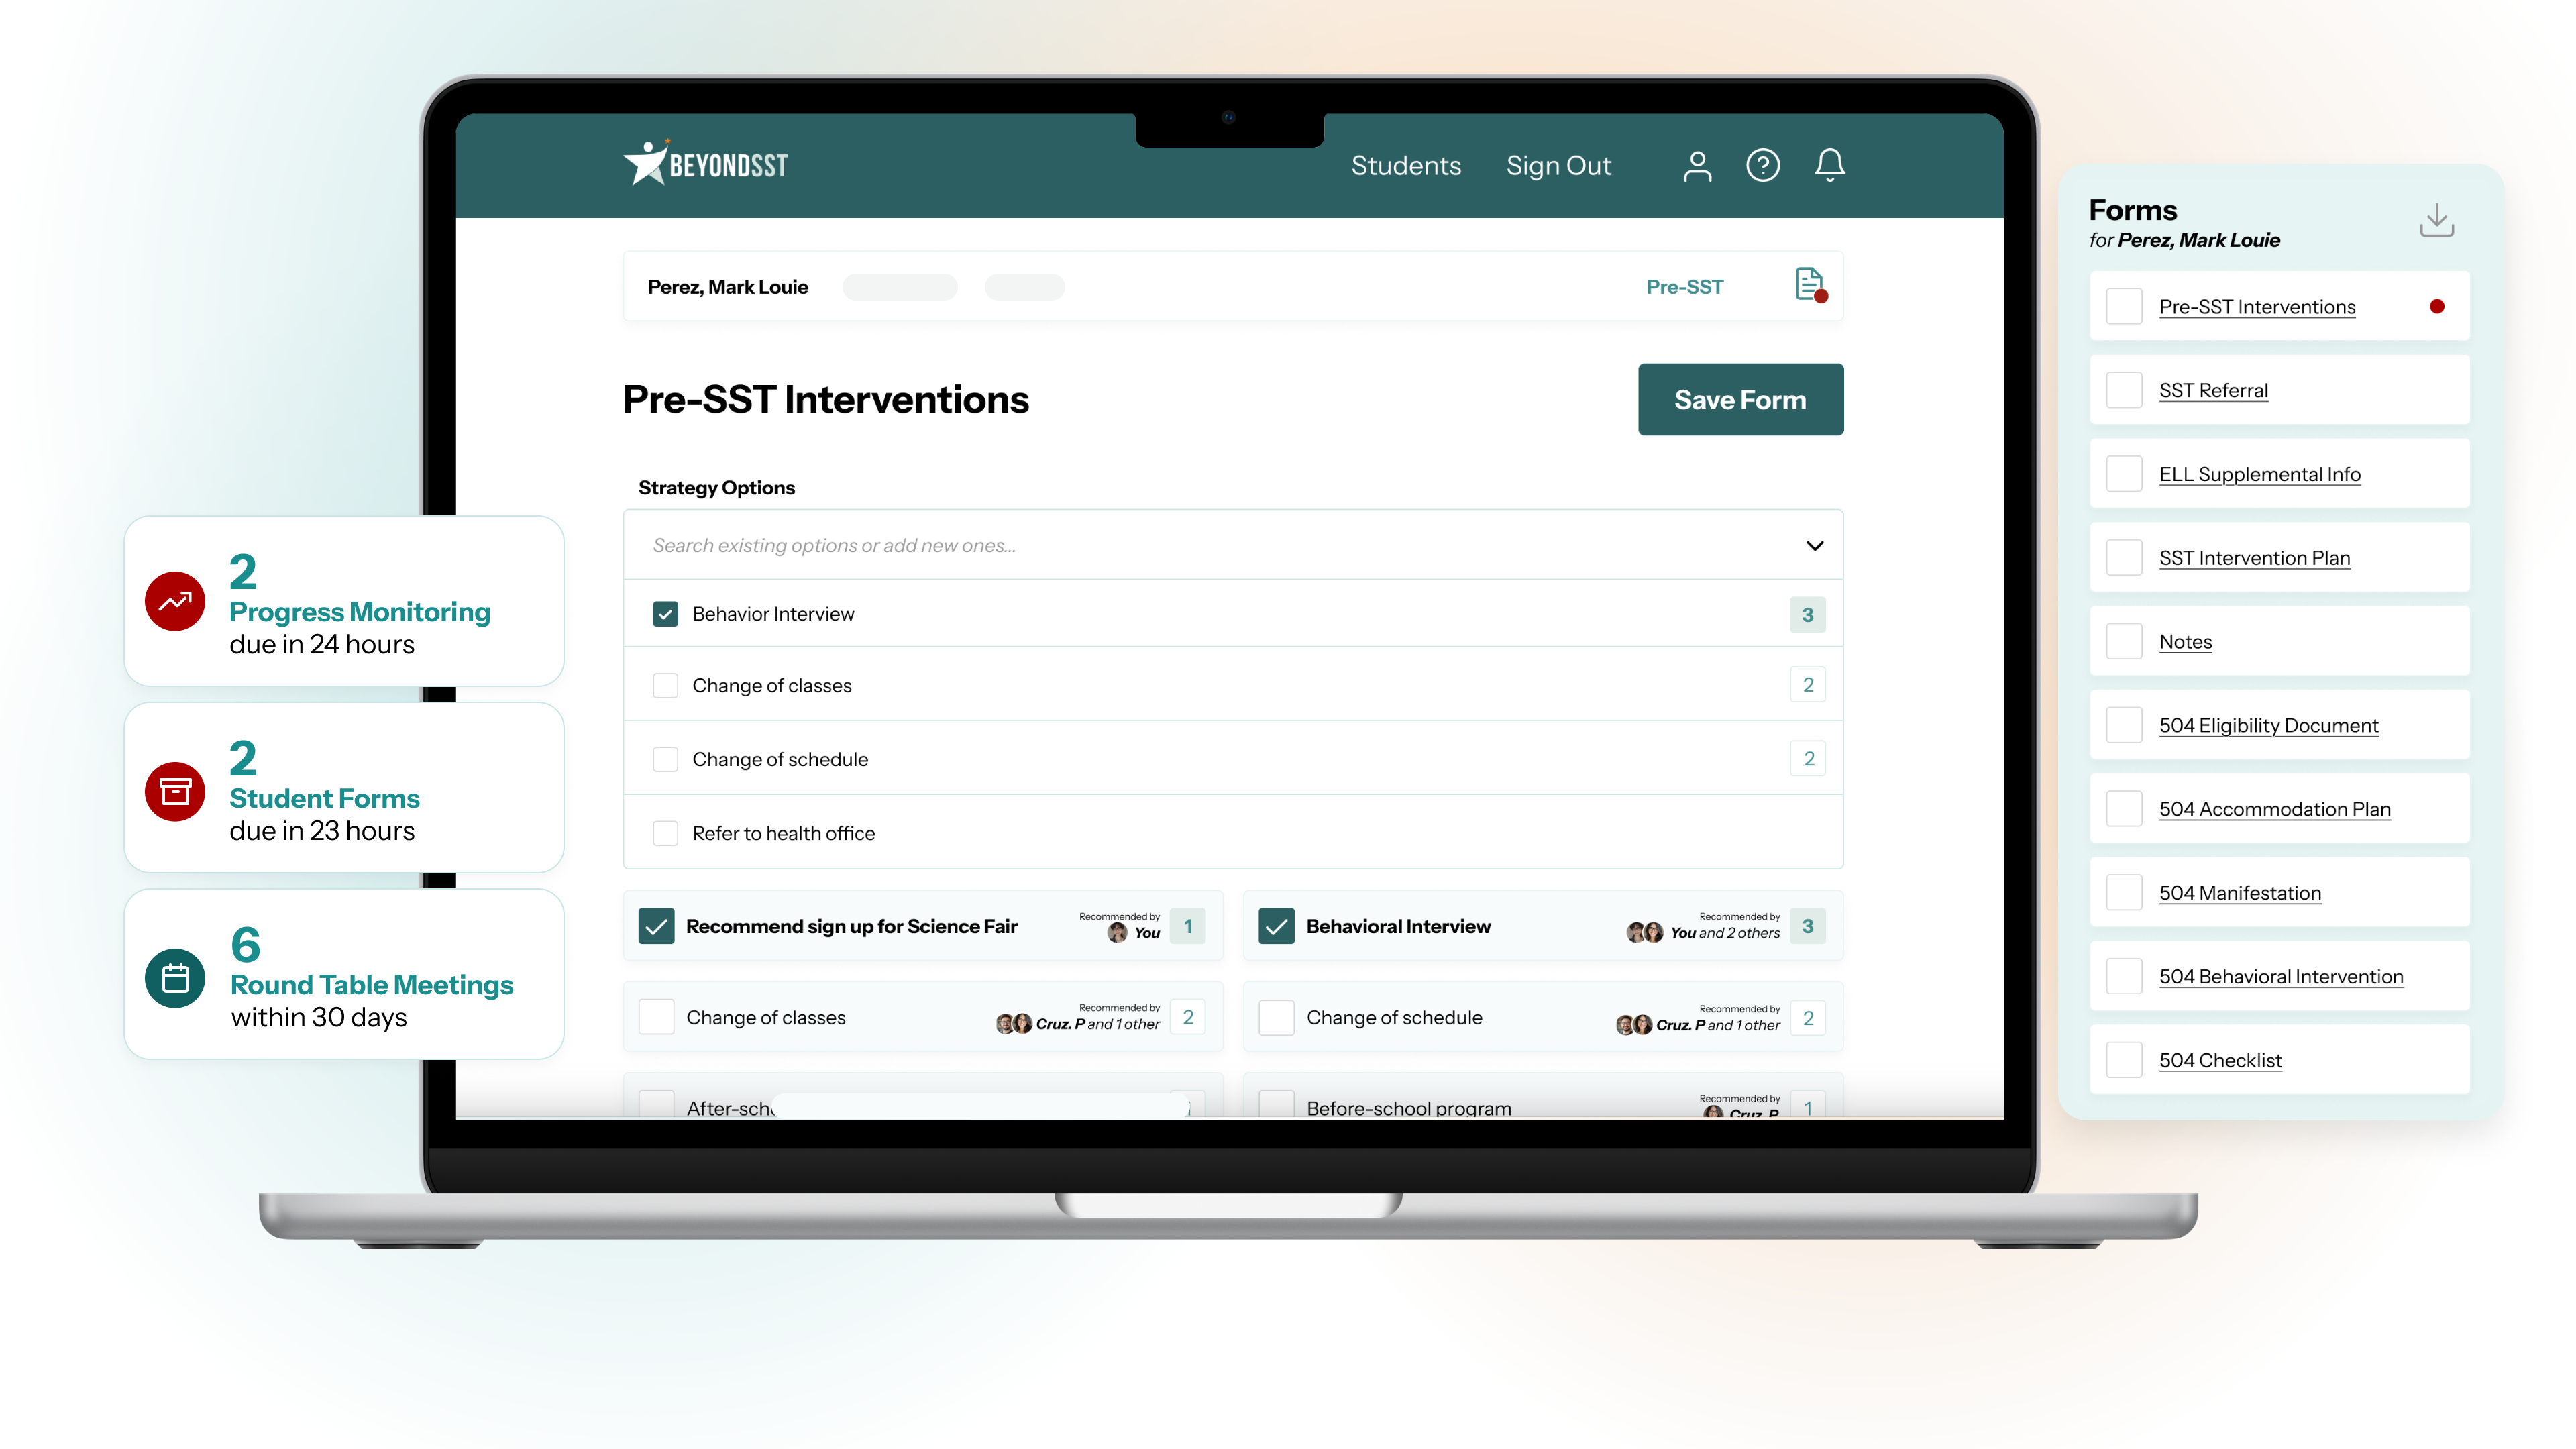 BEYONDSST
Students
Sign Out
Perez, Mark Louie
Pre-SST
Pre-SST Interventions
Save Form
Strategy Options
Search existing options or add new ones...
Behavior Interview
3
Change of classes
2
Change of schedule
2
Refer to health office
Recommend sign up for Science Fair
Recommended by
You
1
Behavioral Interview
Recommended by
You and 2 others
3
Change of classes
Recommended by
Cruz. P and 1 other
2
Change of schedule
Recommended by
Cruz. P and 1 other
2
Before-school program
Recommended by
Cruz. P
1
2
Progress Monitoring
due in 24 hours
2
Student Forms
due in 23 hours
6
Round Table Meetings
within 30 days
Forms
for Perez, Mark Louie
Pre-SST Interventions
SST Referral
ELL Supplemental Info
SST Intervention Plan
Notes
504 Eligibility Document
504 Accommodation Plan
504 Manifestation
504 Behavioral Intervention
504 Checklist